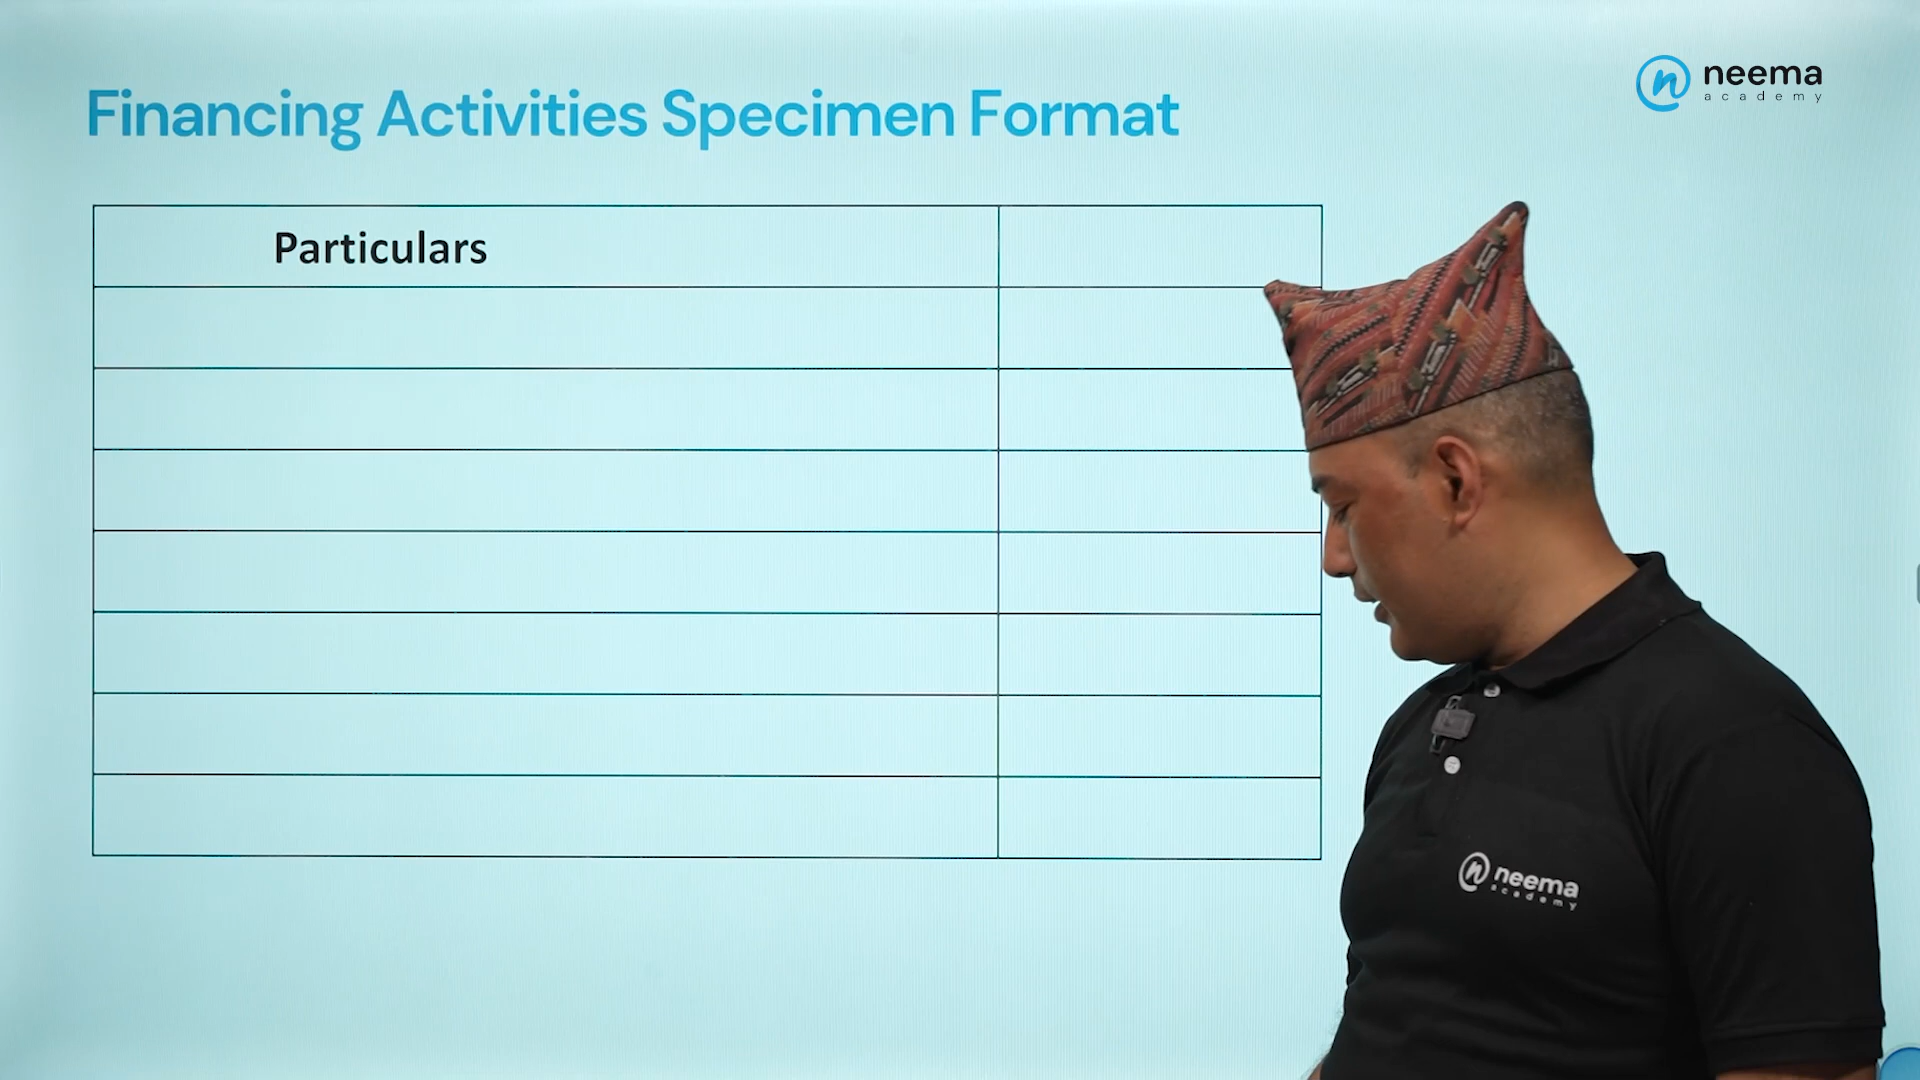 neema
academy
Financing Activities Specimen Format
Particulars
neema
academy